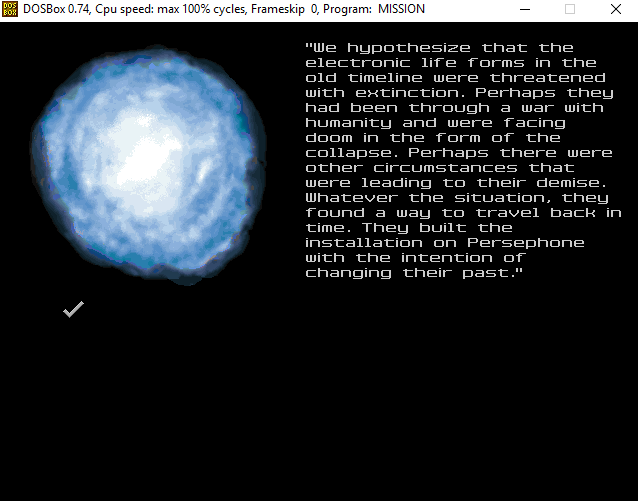 DOS
BOX
DOSBox 0.74, Cpu speed: max 100% cycles, Frameskip  0, Program:  MISSION
"We hypothesize that the
electronic life forms in the
old timeline were threatened
with extinction. Perhaps they
had been through a war with
humanity and were facing
doom in the form of the
collapse. Perhaps there were
other circumstances that
were leading to their demise.
Whatever the situation, they
found a way to travel back in
time. They built the
installation on Persephone
with the intention of
changing their past."